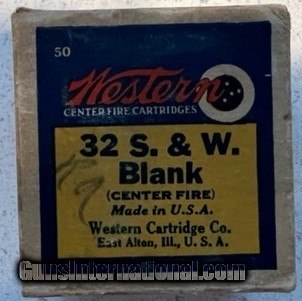 50
Western
CENTER FIRE CARTRIDGES
32 S. & W.
Blank
(CENTER FIRE)
Made in U.S.A.
Western Cartridge Co.
East Alton, Ill., U. S. A.
GunsInternational.com